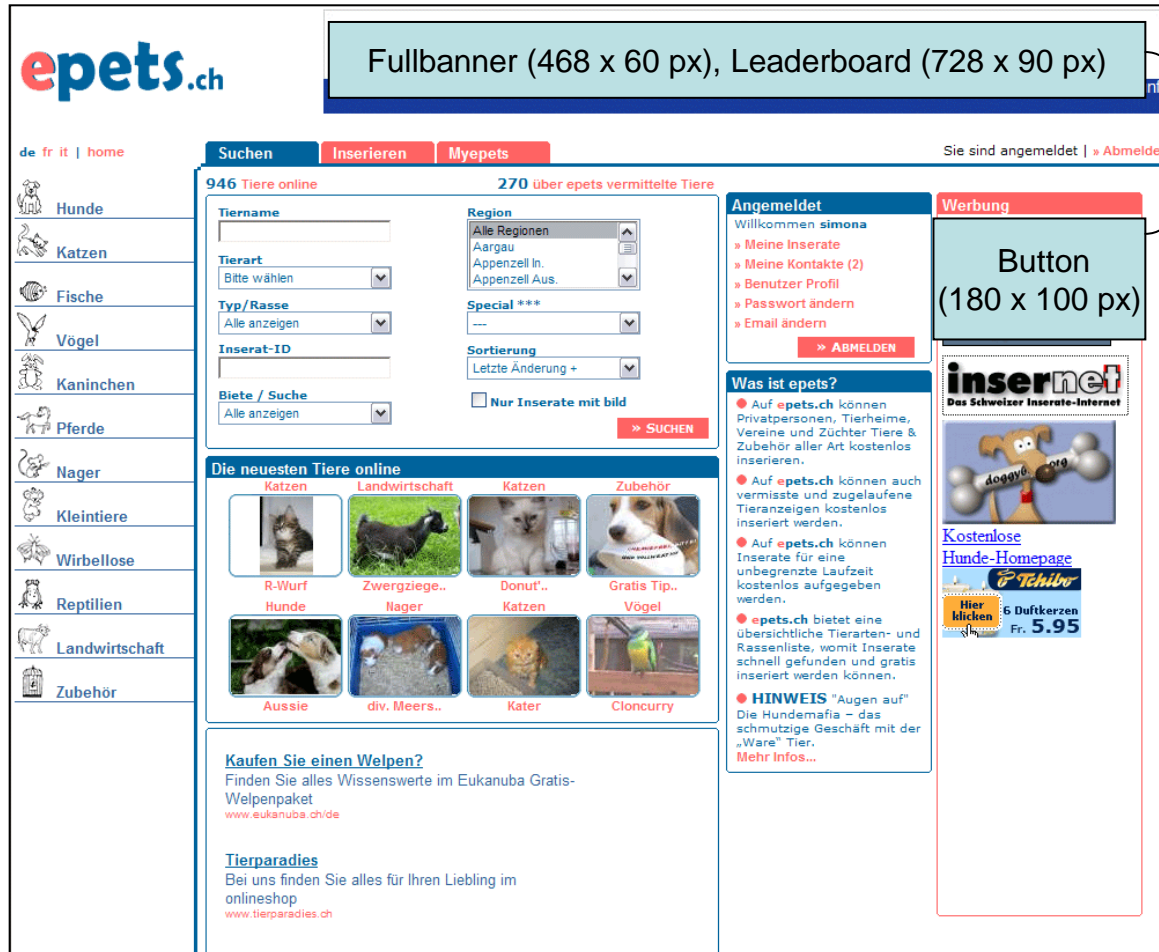 epets.ch
Fullbanner (468 x 60 px), Leaderboard (728 x 90 px)
de fr it | home
Suchen
Inserieren
Myepets
Sie sind angemeldet | » Abmelde
Hunde
Katzen
Fische
Vögel
Kaninchen
Pferde
Nager
Kleintiere
Wirbellose
Reptilien
Landwirtschaft
Zubehör
946 Tiere online
270 über epets vermittelte Tiere
Tiername
Tierart
Bitte wählen
Typ/Rasse
Alle anzeigen
Inserat-ID
Biete / Suche
Alle anzeigen
Region
Alle Regionen
Aargau
Appenzell In.
Appenzell Aus.
Special ***
---
Sortierung
Letzte Änderung +
Nur Inserate mit bild
» SUCHEN
Die neuesten Tiere online
Katzen Landwirtschaft Katzen Zubehör
R-Wurf Zwergziege.. Donut'.. Gratis Tip..
Hunde Nager Katzen Vögel
Aussie div. Meers.. Kater Cloncurry
Kaufen Sie einen Welpen?
Finden Sie alles Wissenswerte im Eukanuba Gratis-
Welpenpaket
www.eukanuba.ch/de
Tierparadies
Bei uns finden Sie alles für Ihren Liebling im
onlineshop
www.tierparadies.ch
Angemeldet
Willkommen simona
» Meine Inserate
» Meine Kontakte (2)
» Benutzer Profil
» Passwort ändern
» Email ändern
» ABMELDEN
Was ist epets?
Auf epets.ch können
Privatpersonen, Tierheime,
Vereine und Züchter Tiere &
Zubehör aller Art kostenlos
inserieren.
Auf epets.ch können auch
vermisste und zugelaufene
Tieranzeigen kostenlos
inseriert werden.
Auf epets.ch können
Inserate für eine
unbegrenzte Laufzeit
kostenlos aufgegeben
werden.
epets.ch bietet eine
übersichtliche Tierarten- und
Rassenliste, womit Inserate
schnell gefunden und gratis
inseriert werden können.
HINWEIS "Augen auf"
Die Hundemafia – das
schmutzige Geschäft mit der
„Ware" Tier.
Mehr Infos...
Werbung
Button
(180 x 100 px)
insernet
Das Schweizer Inserate-Internet
doggy6.org
Kostenlose
Hunde-Homepage
Tchibo
Hier
klicken
6 Duftkerzen
Fr. 5.95